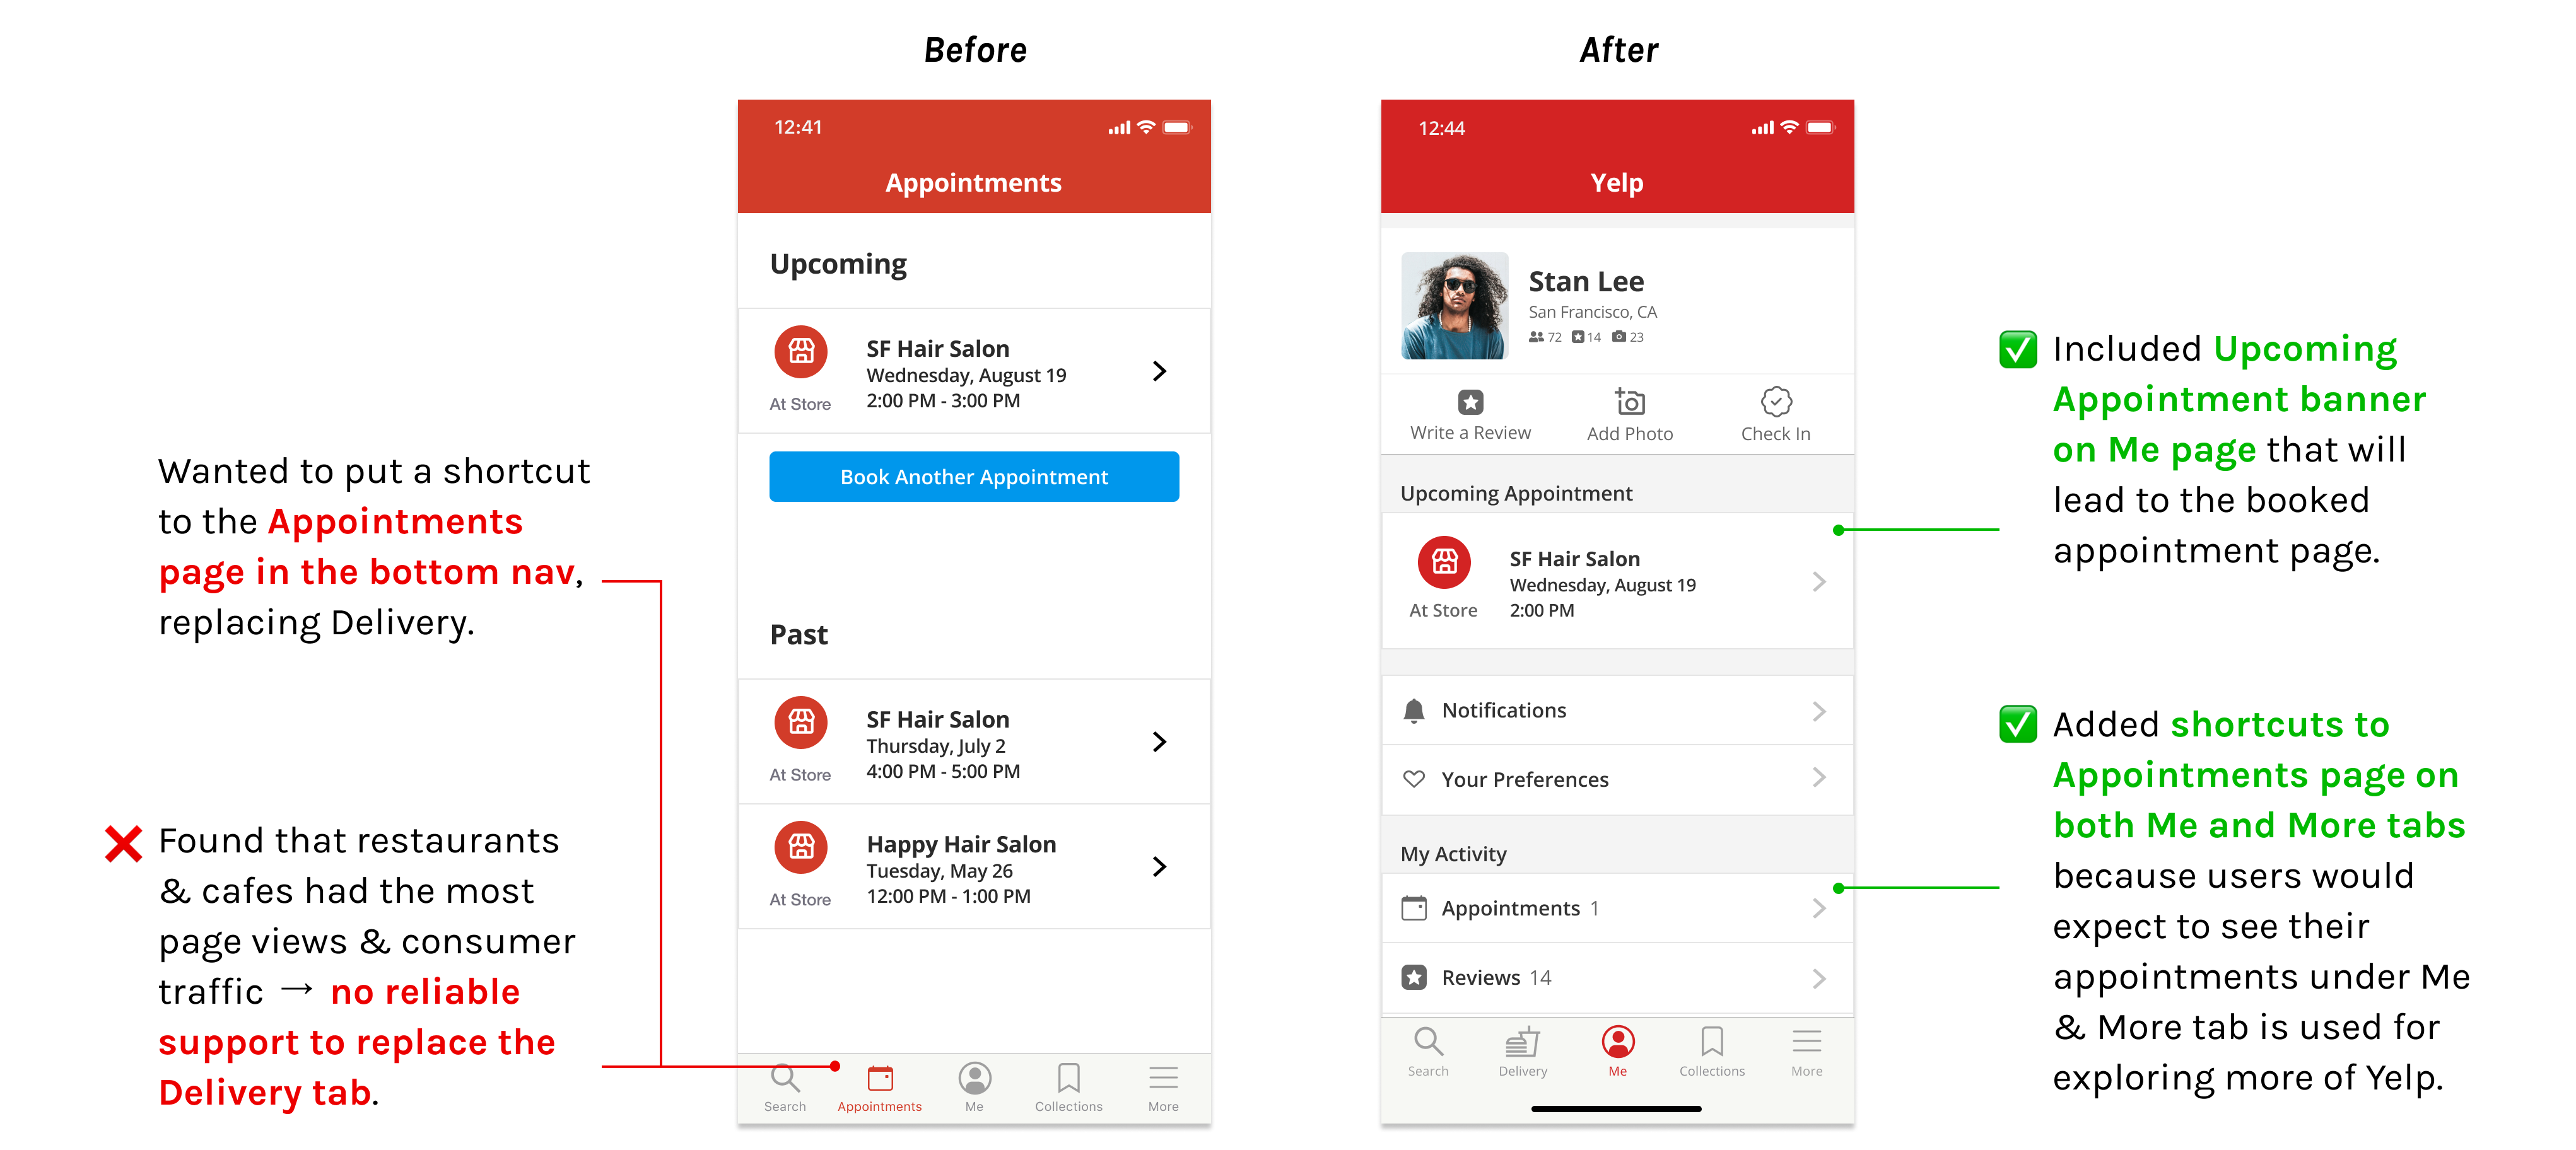 Before
After
Wanted to put a shortcut
to the Appointments
page in the bottom nav,
replacing Delivery.
Found that restaurants
& cafes had the most
page views & consumer
traffic → no reliable
support to replace the
Delivery tab.
12:41
Appointments
Upcoming
SF Hair Salon
Wednesday, August 19
2:00 PM - 3:00 PM
At Store
Book Another Appointment
Past
SF Hair Salon
Thursday, July 2
4:00 PM - 5:00 PM
At Store
Happy Hair Salon
Tuesday, May 26
12:00 PM - 1:00 PM
At Store
Search Appointments Me Collections More
12:44
Yelp
Stan Lee
San Francisco, CA
72 14 23
Write a Review Add Photo Check In
Upcoming Appointment
SF Hair Salon
Wednesday, August 19
2:00 PM
At Store
Notifications
Your Preferences
My Activity
Appointments 1
Reviews 14
Search Delivery Me Collections More
Included Upcoming
Appointment banner
on Me page that will
lead to the booked
appointment page.
Added shortcuts to
Appointments page on
both Me and More tabs
because users would
expect to see their
appointments under Me
& More tab is used for
exploring more of Yelp.